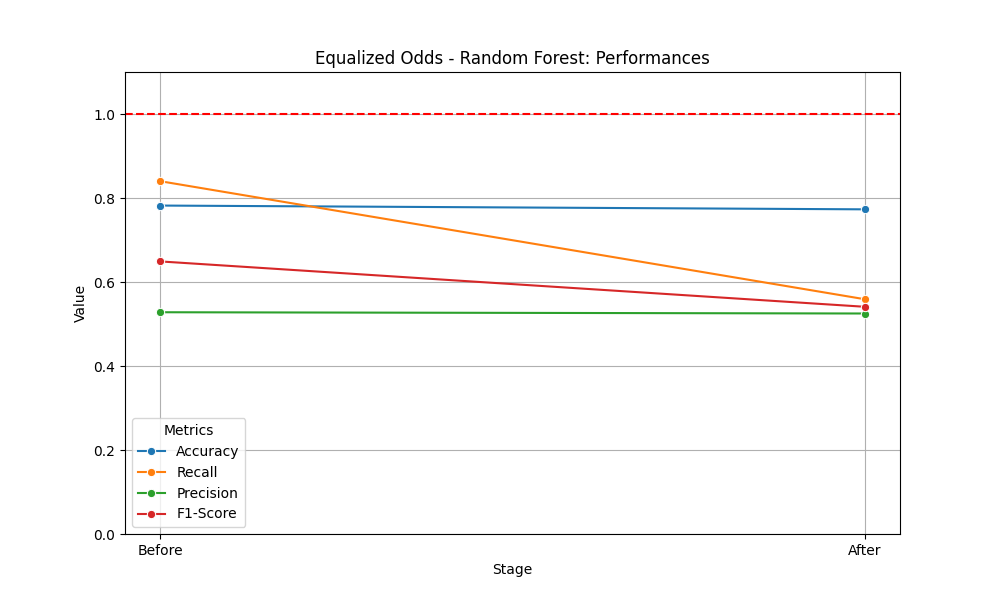 Equalized Odds - Random Forest: Performances
Value
1.0
0.8
0.6
0.4
0.2
0.0
Metrics
Accuracy
Recall
Precision
F1-Score
Before
After
Stage